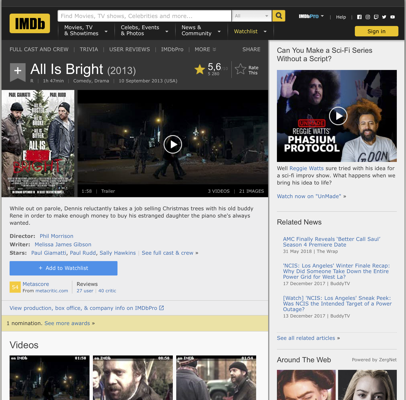 IMDb
Find Movies, TV shows, Celebrities and more...
All
IMDbPro
Help
Movies, TV & Showtimes
Celebs, Events & Photos
News & Community
Watchlist
Sign in
FULL CAST AND CREW | TRIVIA | USER REVIEWS | IMDbPro | MORE
SHARE
All Is Bright (2013)
R | 1h 47min | Comedy, Drama | 10 September 2013 (USA)
5,6
Rate This
PAUL GIAMATTI PAUL RUDD
1:58 | Trailer
3 VIDEOS | 21 IMAGES
While out on parole, Dennis reluctantly takes a job selling Christmas trees with his old buddy
Rene in order to make enough money to buy his estranged daughter the piano she's always
wanted.
Director: Phil Morrison
Writer: Melissa James Gibson
Stars: Paul Giamatti, Paul Rudd, Sally Hawkins | See full cast & crew »
+ Add to Watchlist
Metascore
From metacritic.com
Reviews
27 user | 90 critic
View production, box office, & company info on IMDbPro
1 nomination. See more awards »
Videos
Can You Make a Sci-Fi Series
Without a Script?
REGGIE WATTS'
PHASIUM
PROTOCOL
Well Reggie Watts sure tried with his idea for
a sci-fi improv show. What happens when we
bring his idea to life?
Watch now on "UnMade" »
Related News
AMC Finally Reveals 'Better Call Saul'
Season 4 Premiere Date
31 May 2018 | The Wrap
'NCIS: Los Angeles' Winter Finale Recap:
Why Did Someone Take Down the Entire
Power Grid for West La?
17 December 2017 | BuddyTV
[Watch] 'NCIS: Los Angeles' Sneak Peek:
Was NCIS the Intended Target of a Power
Outage?
13 December 2017 | BuddyTV
See all related articles »
Around The Web
Powered by ZergNet